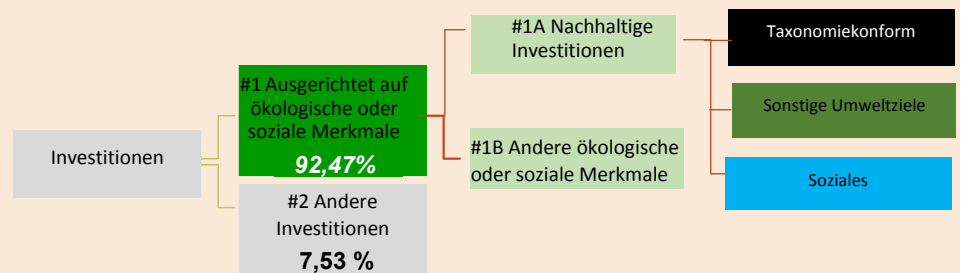 Investitionen
#1 Ausgerichtet auf
ökologische oder
soziale Merkmale
92,47%
#2 Andere
Investitionen
7,53 %
#1A Nachhaltige
Investitionen
#1B Andere ökologische
oder soziale Merkmale
Taxonomiekonform
Sonstige Umweltziele
Soziales